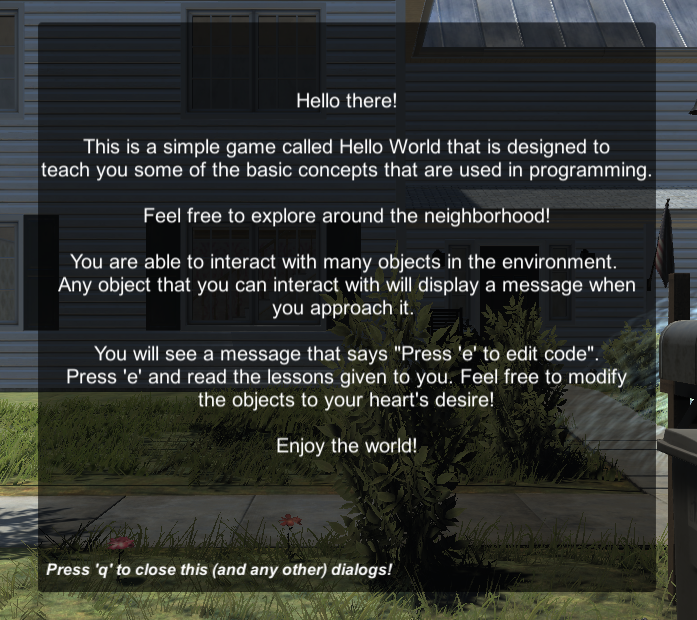 Hello there!
This is a simple game called Hello World that is designed to
teach you some of the basic concepts that are used in programming.
Feel free to explore around the neighborhood!
You are able to interact with many objects in the environment.
Any object that you can interact with will display a message when
you approach it.
You will see a message that says "Press 'e' to edit code".
Press 'e' and read the lessons given to you. Feel free to modify
the objects to your heart's desire!
Enjoy the world!
Press 'q' to close this (and any other) dialogs!